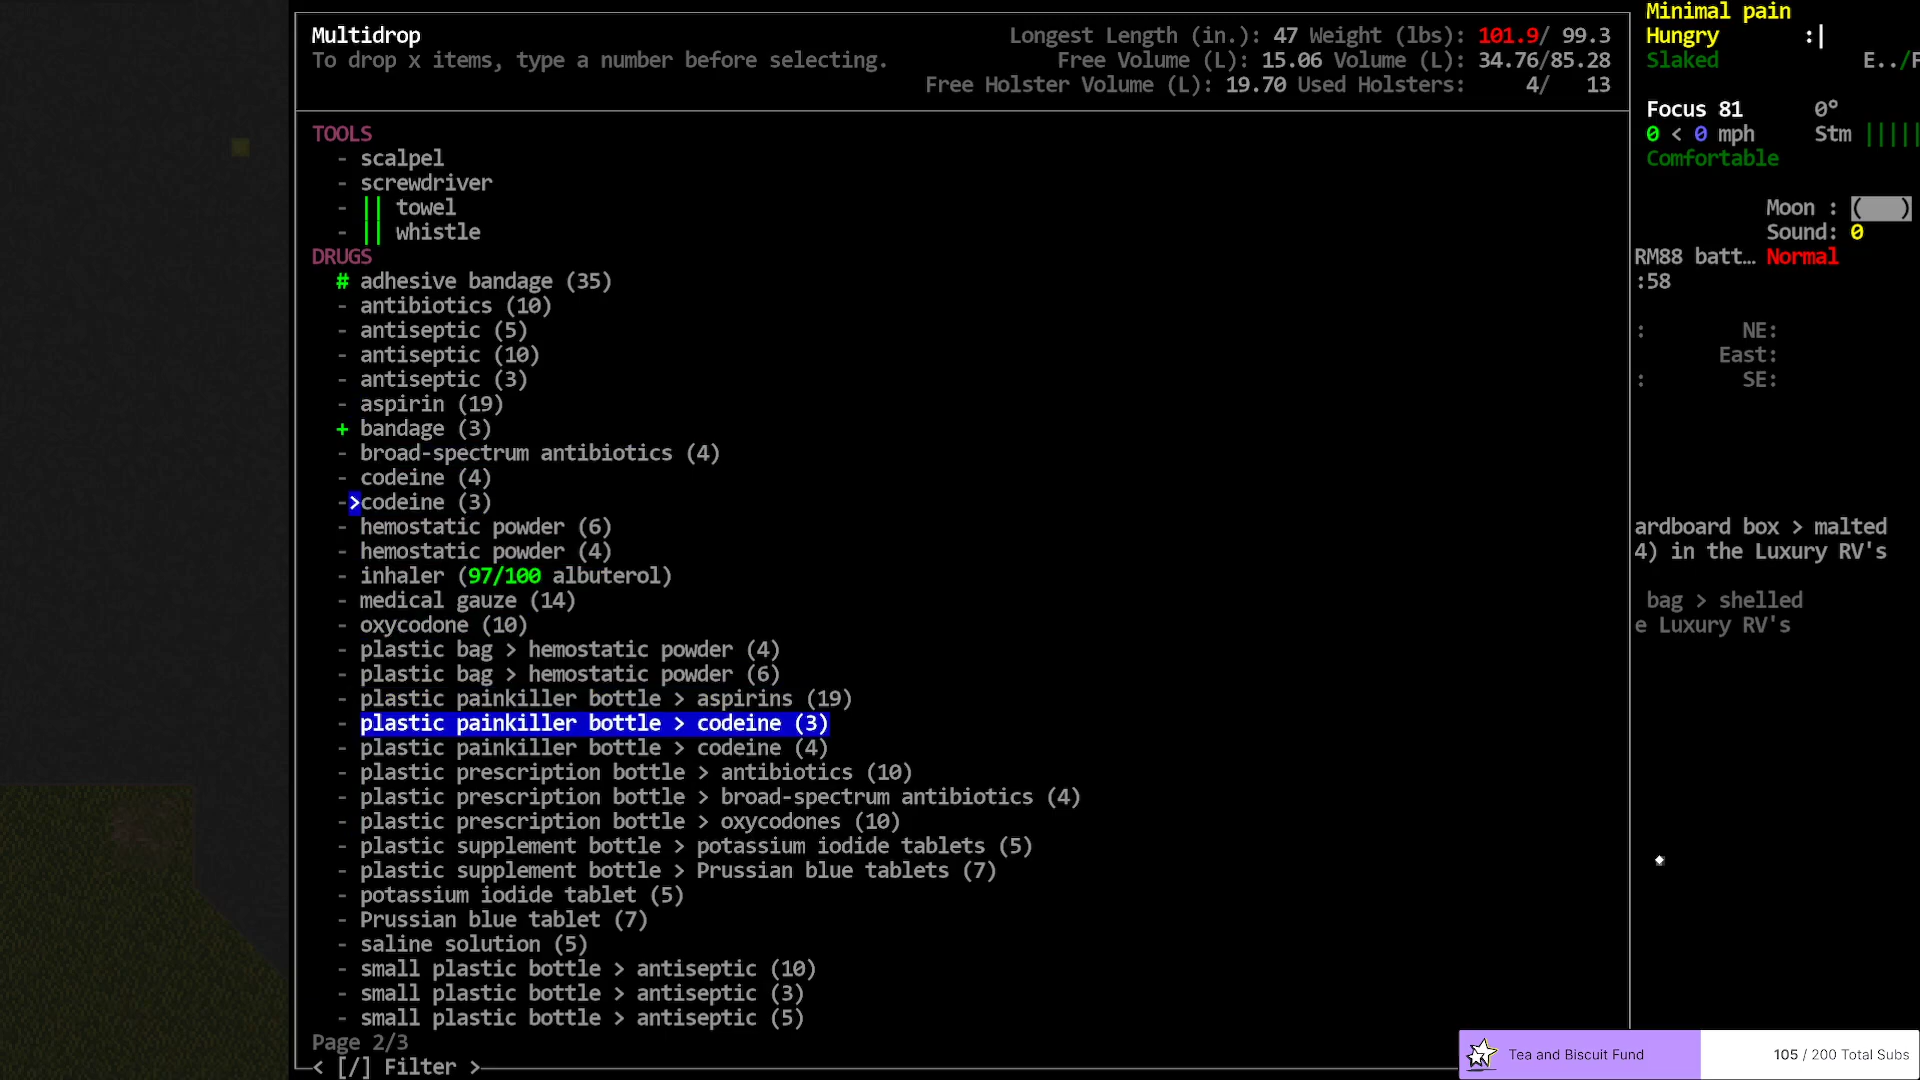 Multidrop
To drop x items, type a number before selecting.
Longest Length (in.): 47 Weight (lbs): 101.9/ 99.3
Free Volume (L): 15.06 Volume (L): 34.76/85.28
Free Holster Volume (L): 19.70 Used Holsters: 4/ 13
TOOLS
- scalpel
- screwdriver
- || towel
- || whistle
DRUGS
# adhesive bandage (35)
- antibiotics (10)
- antiseptic (5)
- antiseptic (10)
- antiseptic (3)
- aspirin (19)
+ bandage (3)
- broad-spectrum antibiotics (4)
- codeine (4)
->codeine (3)
- hemostatic powder (6)
- hemostatic powder (4)
- inhaler (97/100 albuterol)
- medical gauze (14)
- oxycodone (10)
- plastic bag > hemostatic powder (4)
- plastic bag > hemostatic powder (6)
- plastic painkiller bottle > aspirins (19)
- plastic painkiller bottle > codeine (3)
- plastic painkiller bottle > codeine (4)
- plastic prescription bottle > antibiotics (10)
- plastic prescription bottle > broad-spectrum antibiotics (4)
- plastic prescription bottle > oxycodones (10)
- plastic supplement bottle > potassium iodide tablets (5)
- plastic supplement bottle > Prussian blue tablets (7)
- potassium iodide tablet (5)
- Prussian blue tablet (7)
- saline solution (5)
- small plastic bottle > antiseptic (10)
- small plastic bottle > antiseptic (3)
- small plastic bottle > antiseptic (5)
Page 2/3
< [/] Filter >
Minimal pain
Hungry :|
Slaked E../F
Focus 81 0°
0 < 0 mph Stm |||||
Comfortable
Moon : ( )
Sound: 0
RM88 batt… Normal
:58
: NE:
East:
: SE:
ardboard box > malted
4) in the Luxury RV's
bag > shelled
e Luxury RV's
Tea and Biscuit Fund 105 / 200 Total Subs